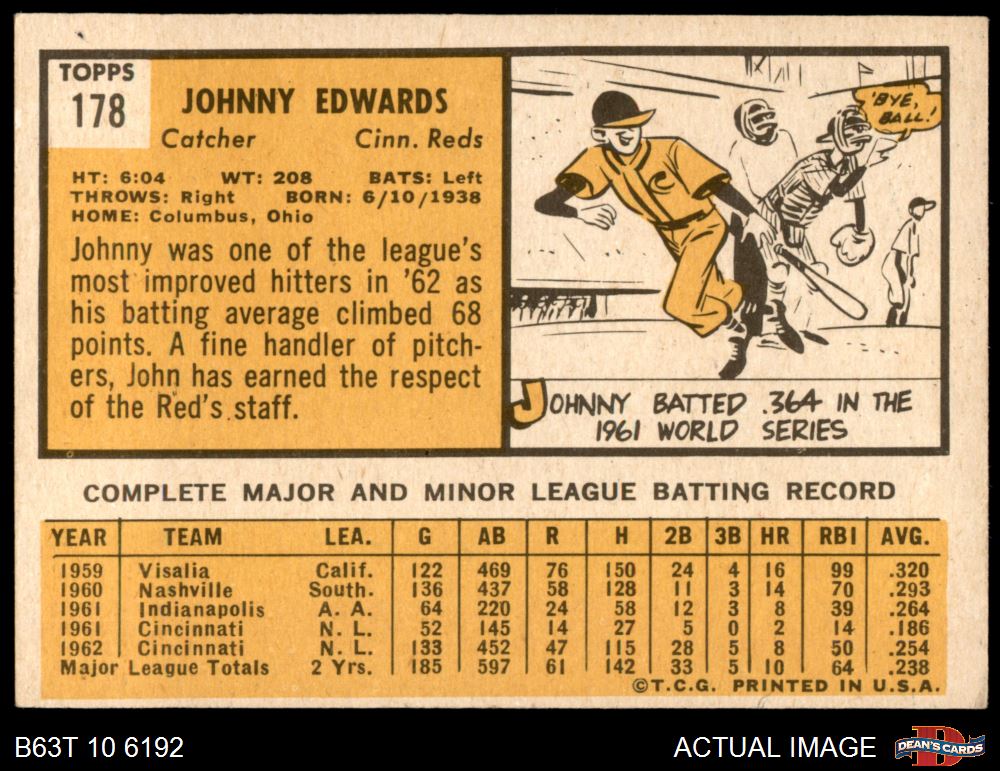 TOPPS
178
JOHNNY EDWARDS
Catcher Cinn. Reds
HT: 6:04 WT: 208 BATS: Left
THROWS: Right BORN: 6/10/1938
HOME: Columbus, Ohio
Johnny was one of the league's
most improved hitters in '62 as
his batting average climbed 68
points. A fine handler of pitch-
ers, John has earned the respect
of the Red's staff.
'BYE,
BALL!
C
JOHNNY BATTED .364 IN THE
1961 WORLD SERIES
COMPLETE MAJOR AND MINOR LEAGUE BATTING RECORD
YEAR TEAM LEA. G AB R H 2B 3B HR RBI AVG.
1959 Visalia Calif. 122 469 76 150 24 4 16 99 .320
1960 Nashville South. 136 437 58 128 11 3 14 70 .293
1961 Indianapolis A. A. 64 220 24 58 12 3 8 39 .264
1961 Cincinnati N. L. 52 145 14 27 5 0 2 14 .186
1962 Cincinnati N. L. 133 452 47 115 28 5 8 50 .254
Major League Totals 2 Yrs. 185 597 61 142 33 5 10 64 .238
©T.C.G. PRINTED IN U.S.A.
B63T 10 6192
ACTUAL IMAGE
D
DEAN'S CARDS